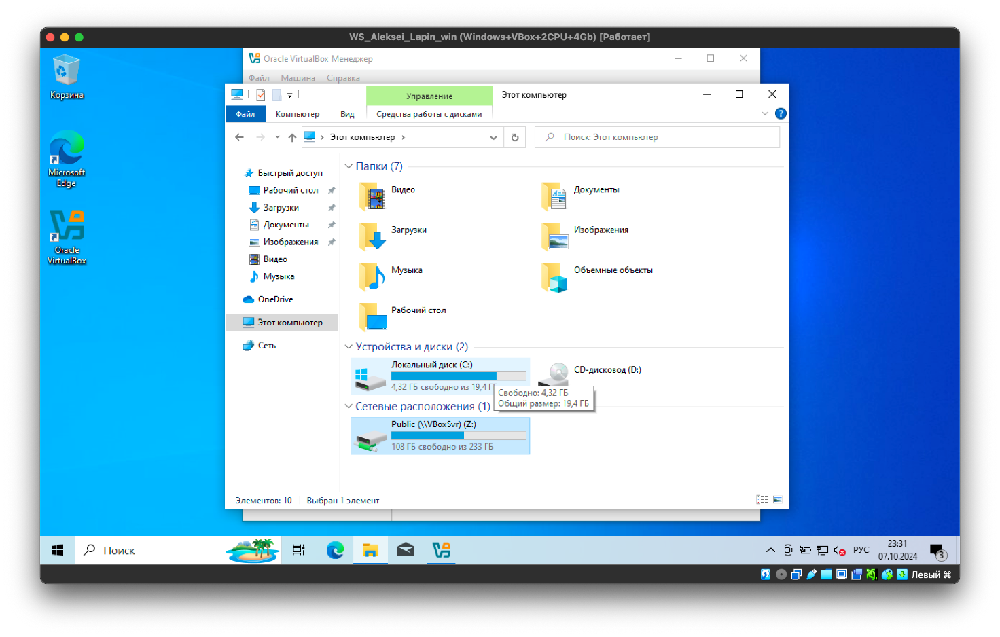 WS_Aleksei_Lapin_win (Windows+VBox+2CPU+4Gb) [Работает]
Корзина
Microsoft
Edge
Oracle
VirtualBox
Oracle VirtualBox Менеджер
Файл Машина Справка
Управление
Этот компьютер
Файл Компьютер Вид Средства работы с дисками
Этот компьютер
Поиск: Этот компьютер
Быстрый доступ
Рабочий стол
Загрузки
Документы
Изображения
Видео
Музыка
OneDrive
Этот компьютер
Сеть
Папки (7)
Видео
Документы
Загрузки
Изображения
Музыка
Объемные объекты
Рабочий стол
Устройства и диски (2)
Локальный диск (C:)
4,32 ГБ свободно из 19,4 ГБ
CD-дисковод (D:)
Свободно: 4,32 ГБ
Общий размер: 19,4 ГБ
Сетевые расположения (1)
Public (\\VBoxSvr) (Z:)
108 ГБ свободно из 233 ГБ
Элементов: 10 Выбран 1 элемент
Поиск
РУС
23:31
07.10.2024
3
Левый ⌘